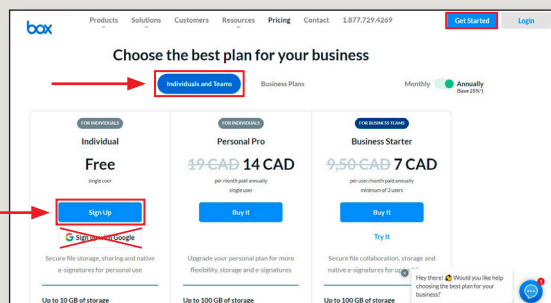 box
Products Solutions Customers Resources Pricing Contact 1.877.729.4269 Get Started Login
Choose the best plan for your business
Individuals and Teams Business Plans Monthly Annually
(Save 25%*)
FOR INDIVIDUALS FOR INDIVIDUALS FOR BUSINESS TEAMS
Individual Personal Pro Business Starter
Free 19 CAD 14 CAD 9,50 CAD 7 CAD
single user per month paid annually per user/month paid annually
single user minimum of 2 users
Sign Up Buy It Buy It
Sign up with Google Try It
Secure file storage, sharing and native Upgrade your personal plan for more Secure file collaboration, storage and
e-signatures for personal use flexibility, storage and e-signatures native e-signatures for up
Hey there! Would you like help
choosing the best plan for your
business?
1
Up to 10 GB of storage Up to 100 GB of storage Up to 100 GB of storage